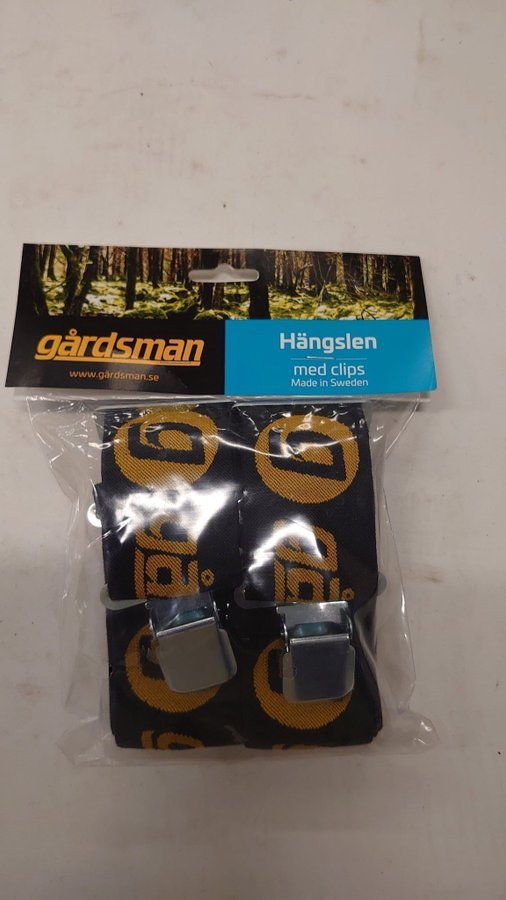 gårdsman
www.gårdsman.se
Hängslen
med clips
Made in Sweden